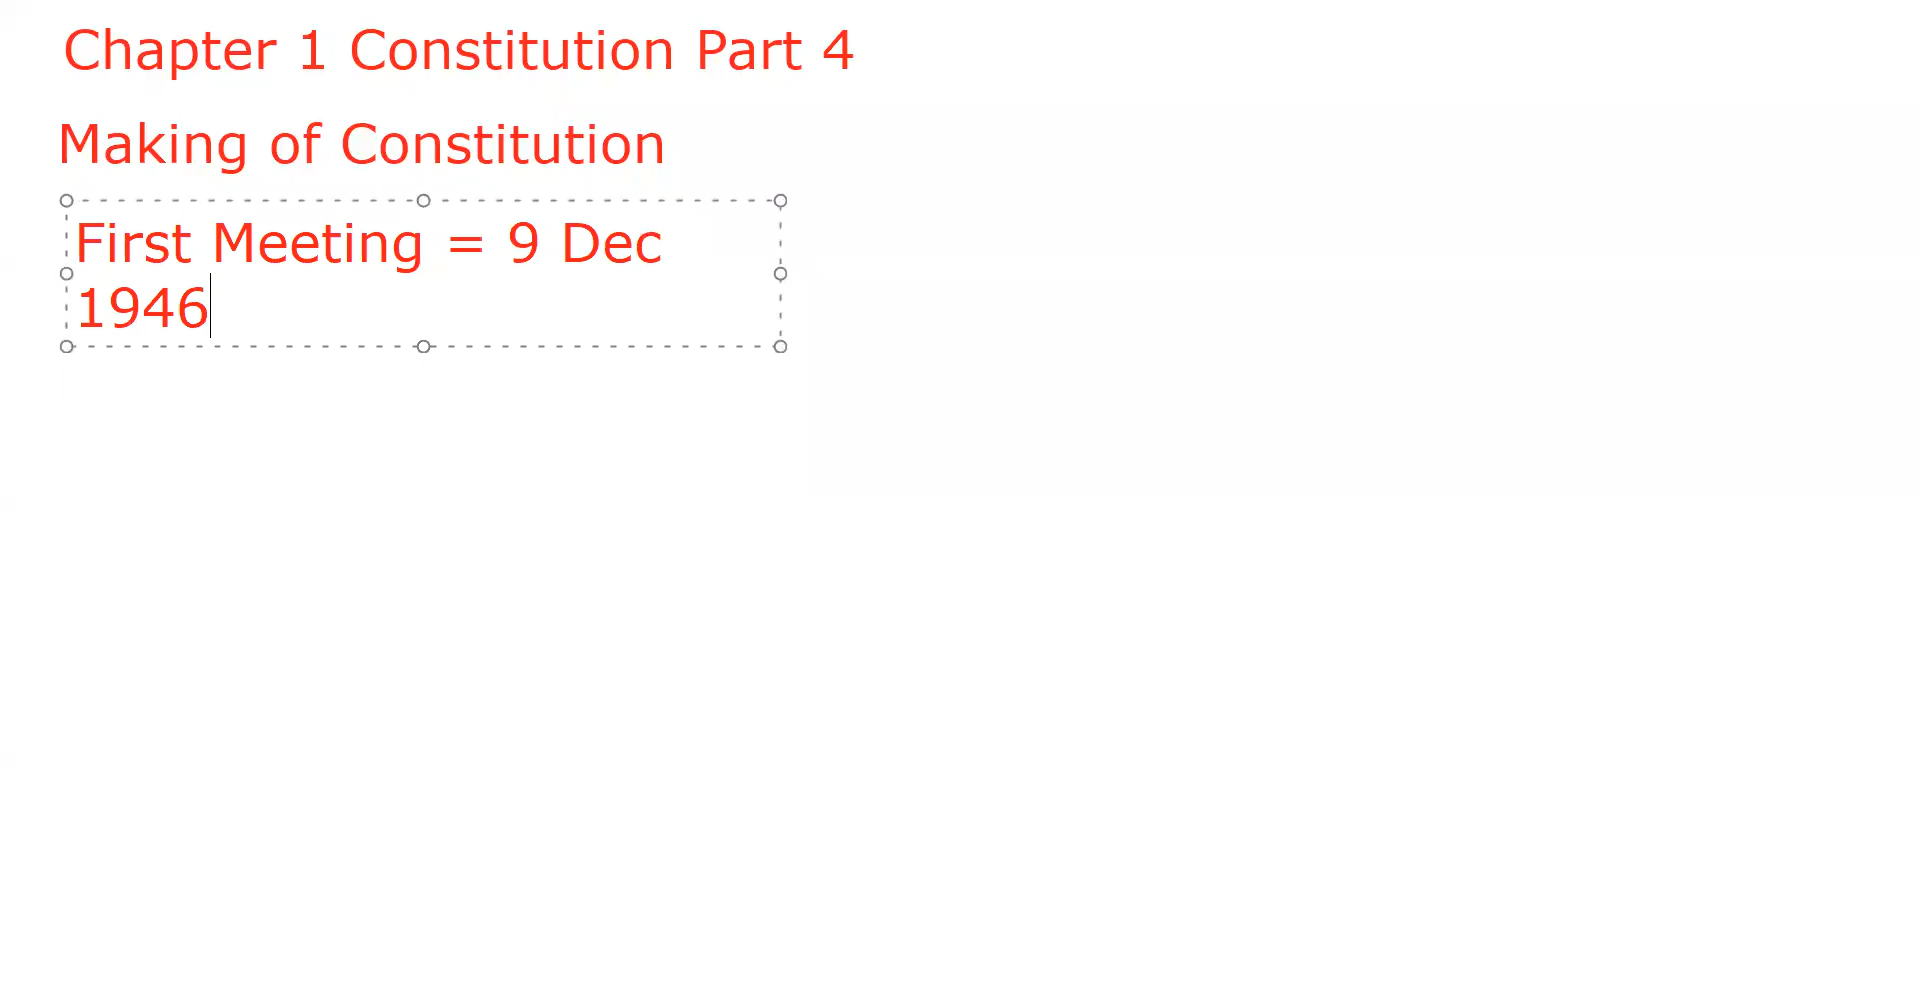 Chapter 1 Constitution Part 4
Making of Constitution
First Meeting = 9 Dec
1946